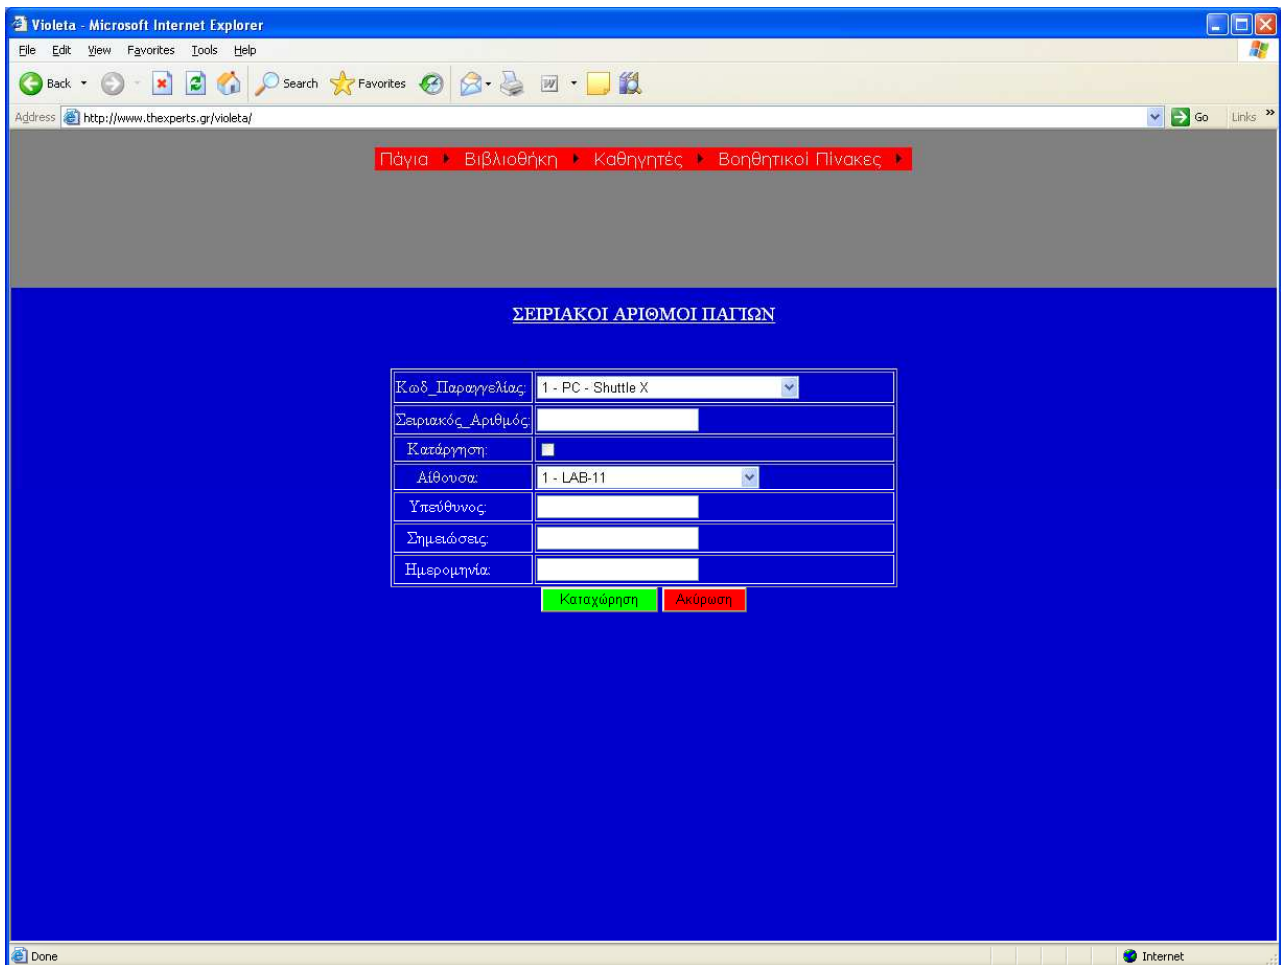 Violeta - Microsoft Internet Explorer
File Edit View Favorites Tools Help
Back Search Favorites
Address http://www.thexperts.gr/violeta/ Go Links »
Πάγια Βιβλιοθήκη Καθηγητές Βοηθητικοί Πίνακες
ΣΕΙΡΙΑΚΟΙ ΑΡΙΘΜΟΙ ΠΑΓΙΩΝ
Κωδ_Παραγγελίας: 1 - PC - Shuttle X
Σειριακός_Αριθμός:
Κατάργηση:
Αίθουσα: 1 - LAB-11
Υπεύθυνος:
Σημειώσεις:
Ημερομηνία:
Καταχώρηση Ακύρωση
Done Internet